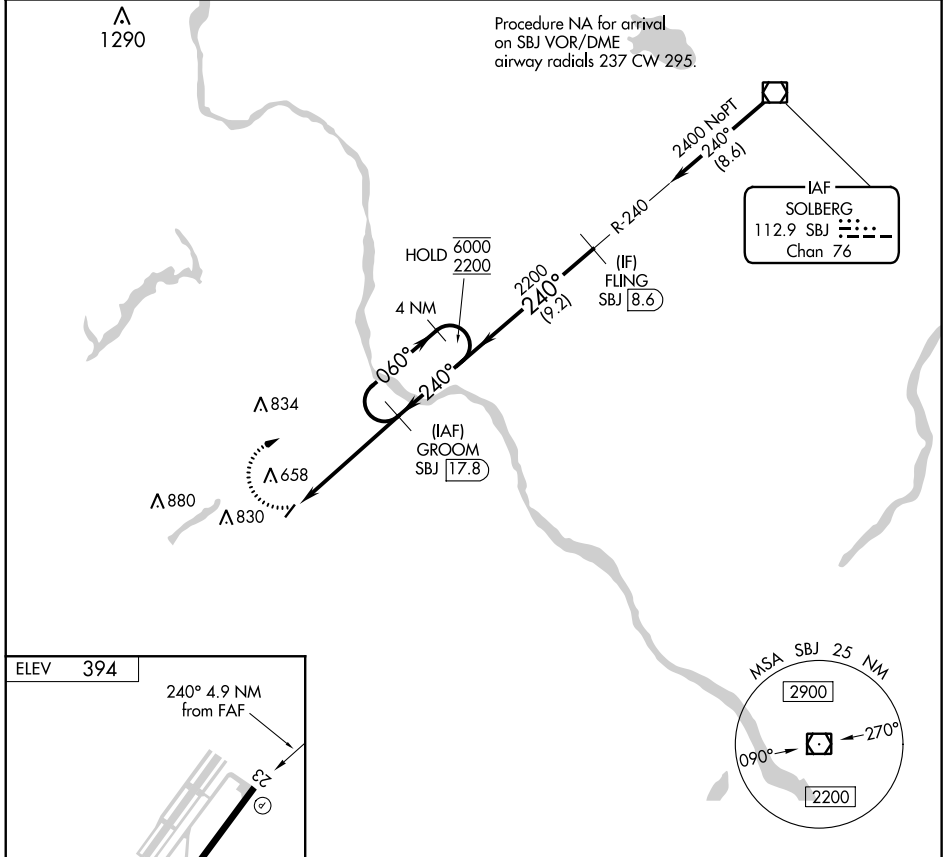 1290
Procedure NA for arrival
on SBJ VOR/DME
airway radials 237 CW 295.
2400 NoPT
240°
(8.6)
IAF
SOLBERG
112.9 SBJ
Chan 76
R-240
(IF)
FLING
SBJ 8.6
HOLD 6000
2200
2200
240°
(9.2)
4 NM
060°
240°
(IAF)
GROOM
SBJ 17.8
834
658
880
830
ELEV 394
240° 4.9 NM
from FAF
23
P
MSA SBJ 25 NM
2900
270°
090°
2200